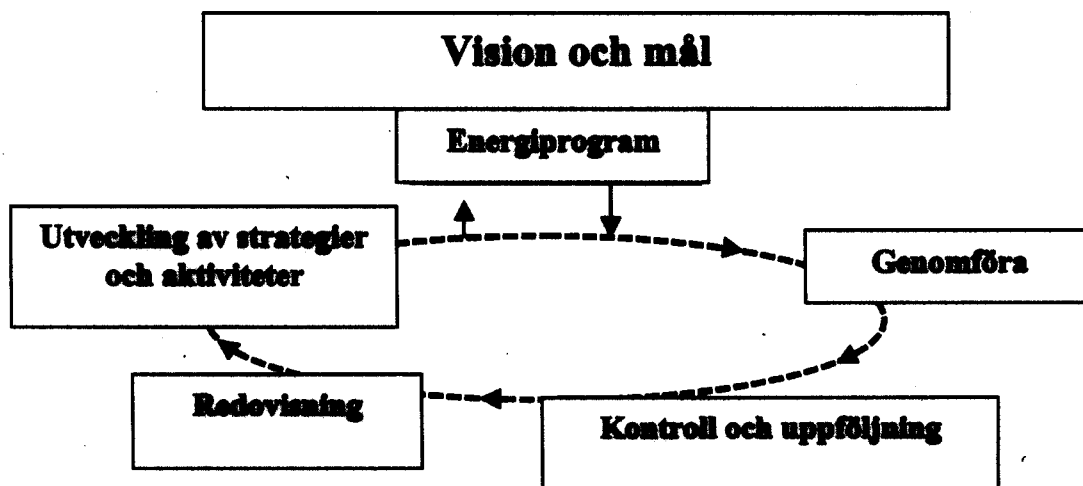 Vision och mål
Energiprogram
Utveckling av strategier
och aktiviteter
Genomföra
Redovisning
Kontroll och uppföljning